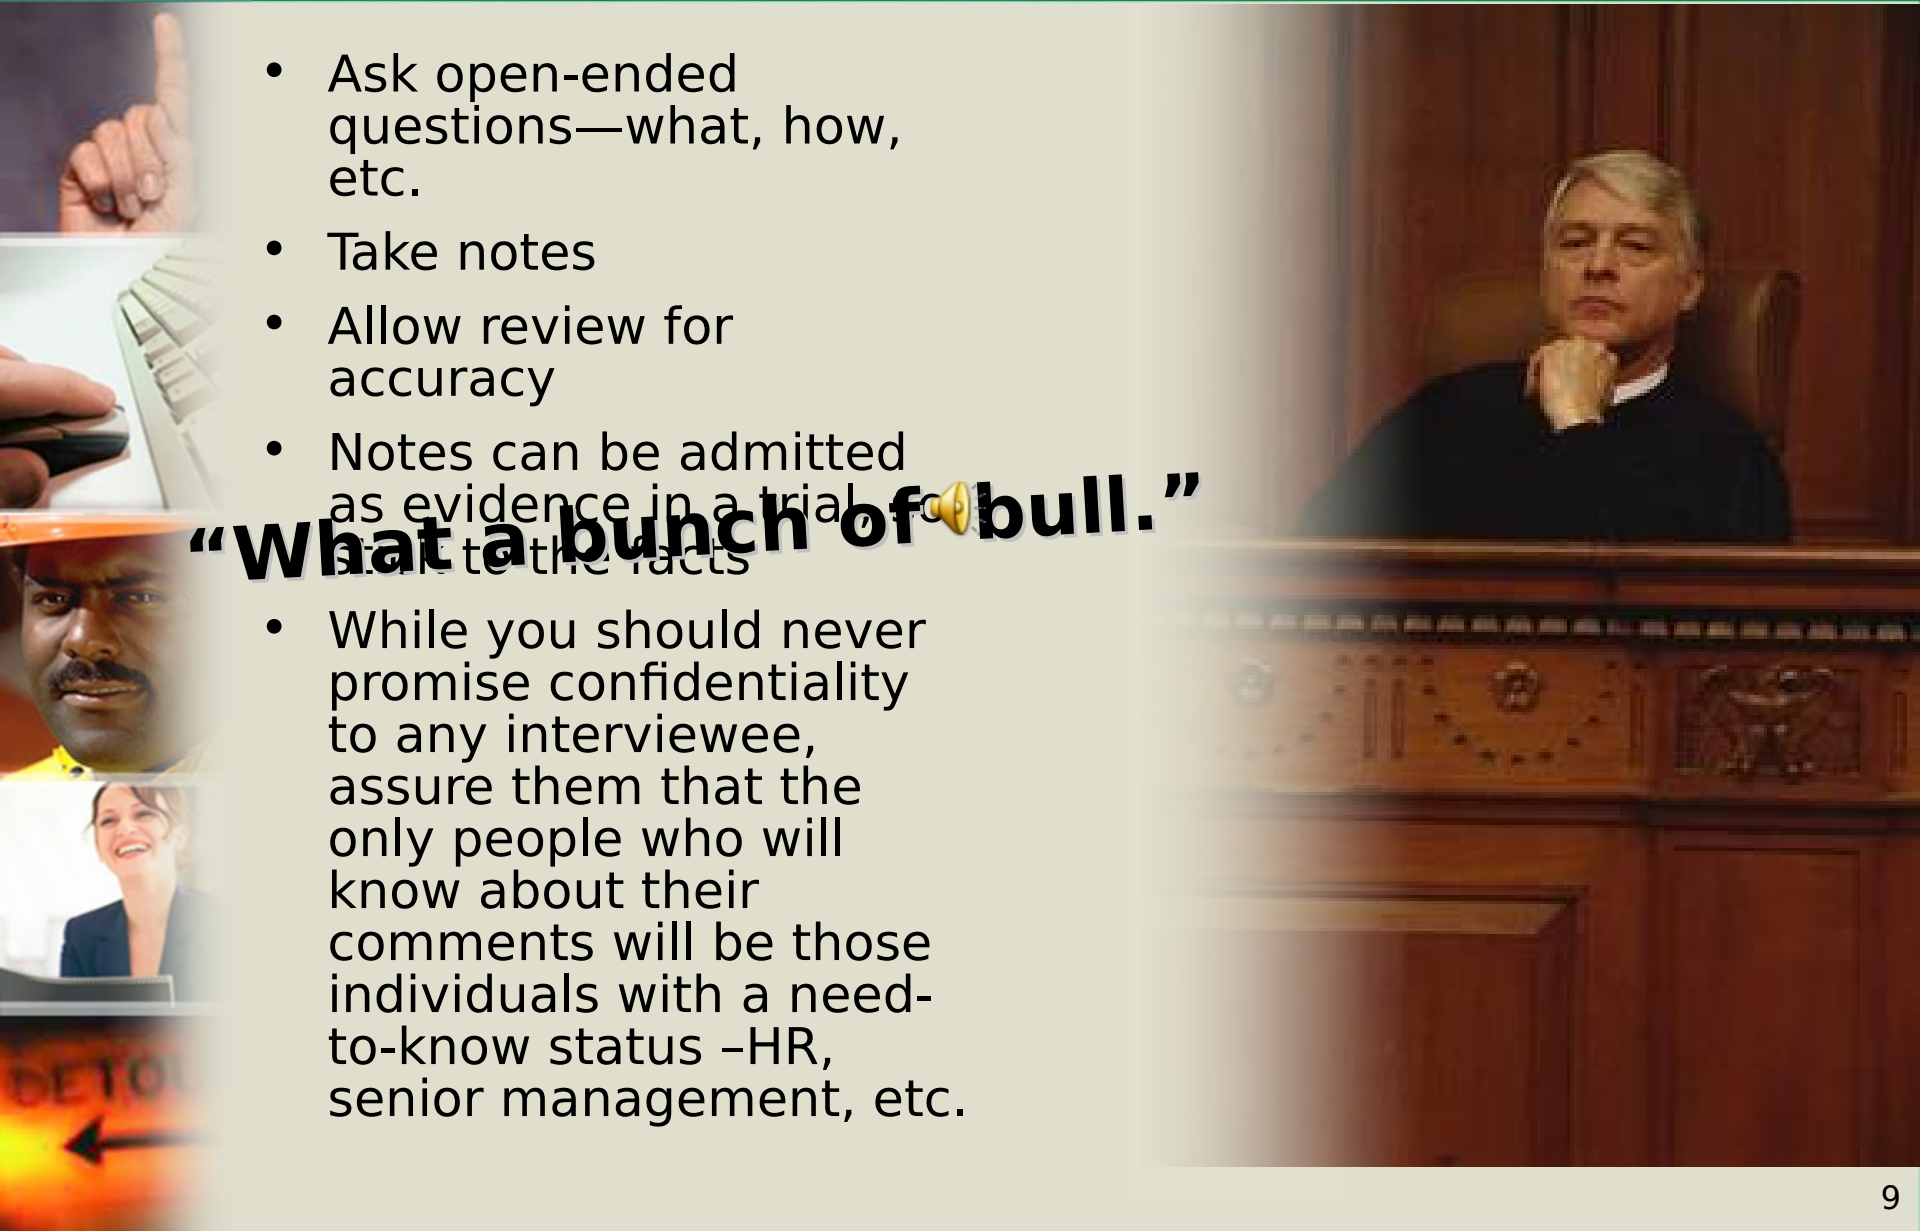 • Ask open-ended
questions—what, how,
etc.
• Take notes
• Allow review for
accuracy
• Notes can be admitted
as evidence in a trial, so
stick to the facts
“What a bunch of bull.”
• While you should never
promise confidentiality
to any interviewee,
assure them that the
only people who will
know about their
comments will be those
individuals with a need-
to-know status –HR,
senior management, etc.
DETOU
9